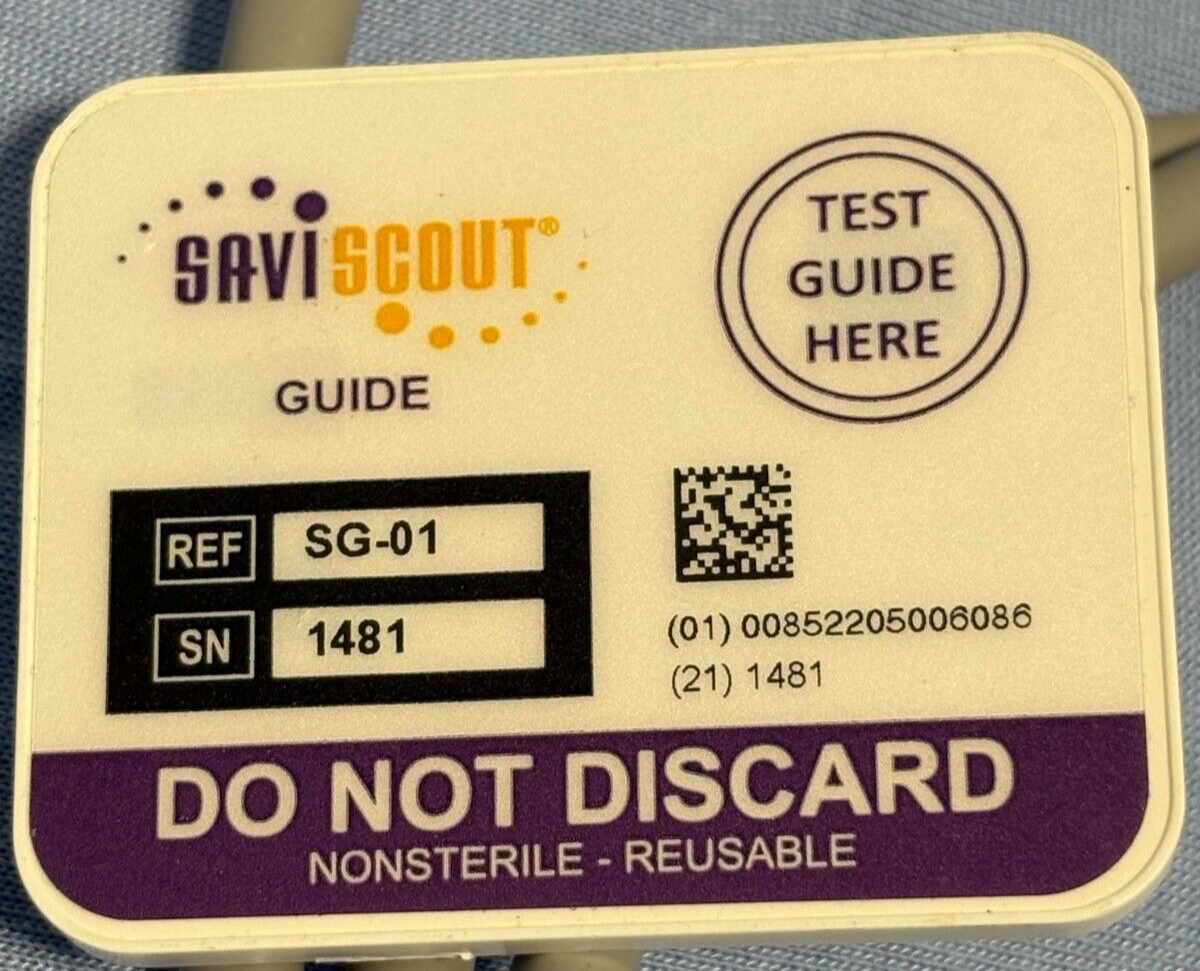 SAVI SCOUT®
GUIDE
TEST
GUIDE
HERE
REF SG-01
SN 1481
(01) 00852205006086
(21) 1481
DO NOT DISCARD
NONSTERILE - REUSABLE